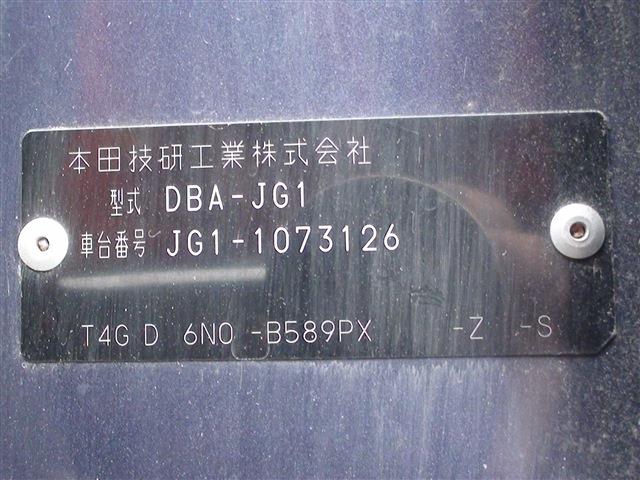 本田技研工業株式会社
型式 DBA-JG1
車台番号 JG1-1073126
T4G D 6N0 -B589PX -Z -S